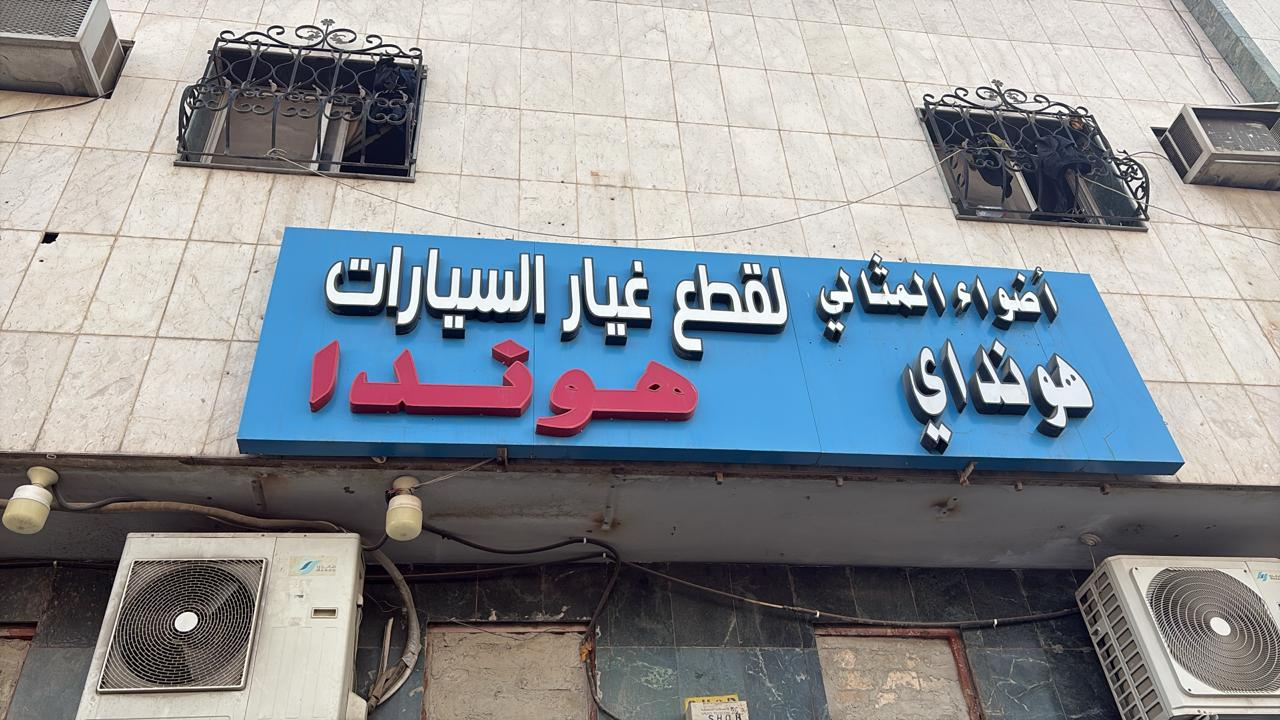 أضواء المثالي لقطع غيار السيارات
هونداي هوندا